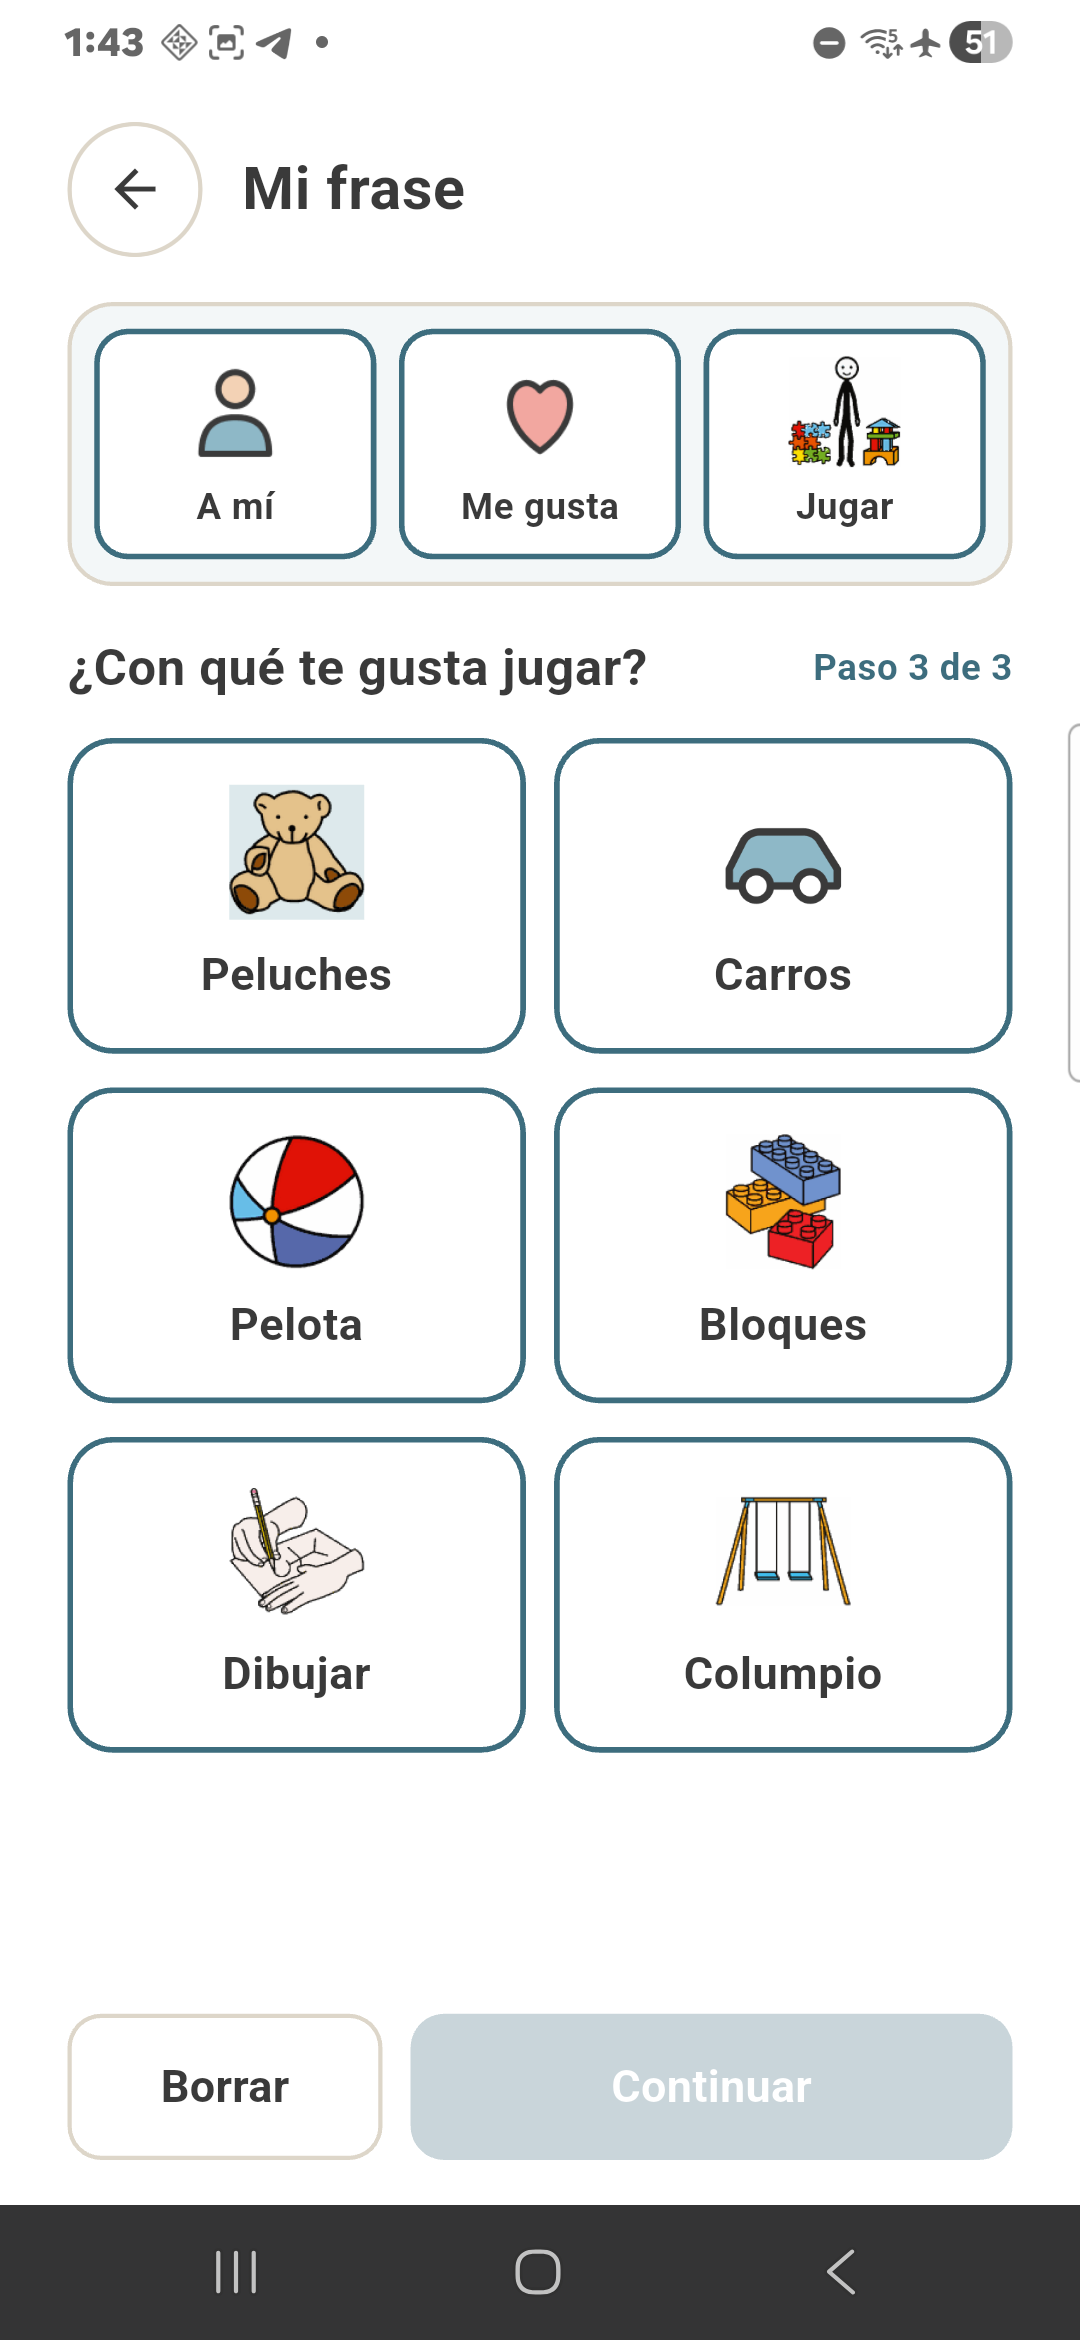 1:43
5
51
Mi frase
A mí
Me gusta
Jugar
¿Con qué te gusta jugar?
Paso 3 de 3
Peluches
Carros
Pelota
Bloques
Dibujar
Columpio
Borrar
Continuar